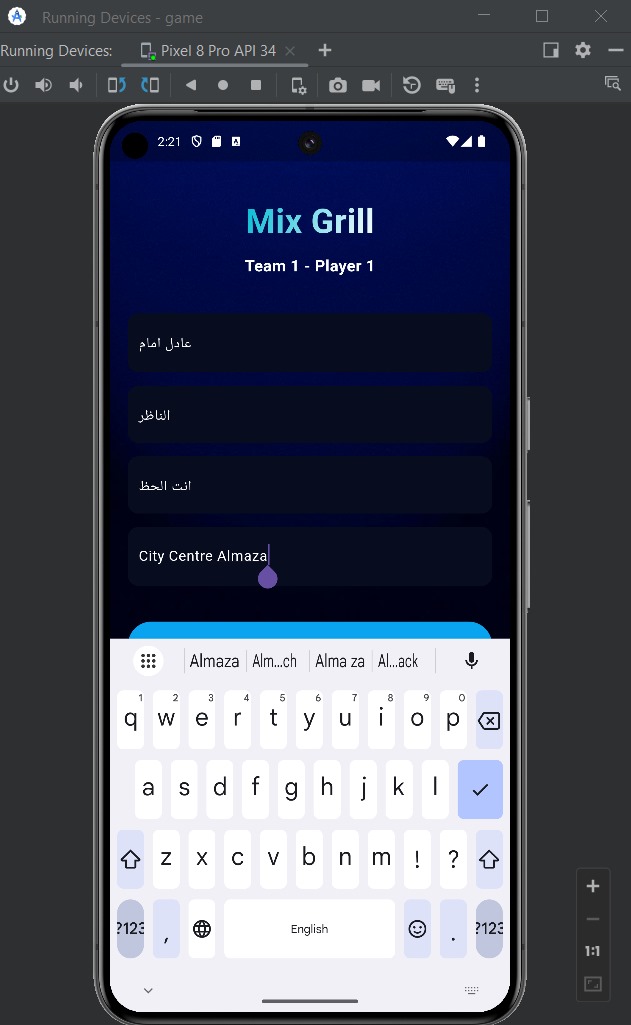 Running Devices - game
Running Devices:
Pixel 8 Pro API 34
2:21
Mix Grill
Team 1 - Player 1
عادل امام
الناظر
انت الحظ
City Centre Almaza
Almaza Alm...ch Alma za Al...ack
1 2 3 4 5 6 7 8 9 0
q w e r t y u i o p
a s d f g h j k l
z x c v b n m ! ?
?123 , English . ?123
1:1